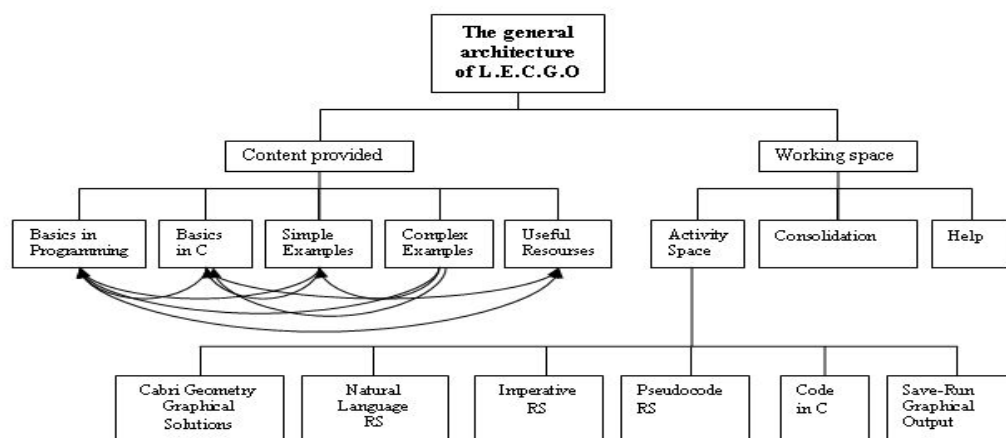 The general
architecture
of L.E.C.G.O
Content provided
Working space
Basics in
Programming
Basics
in C
Simple
Examples
Complex
Examples
Useful
Resourses
Activity
Space
Consolidation
Help
Cabri Geometry
Graphical
Solutions
Natural
Language
RS
Imperative
RS
Pseudocode
RS
Code
in C
Save-Run
Graphical
Output